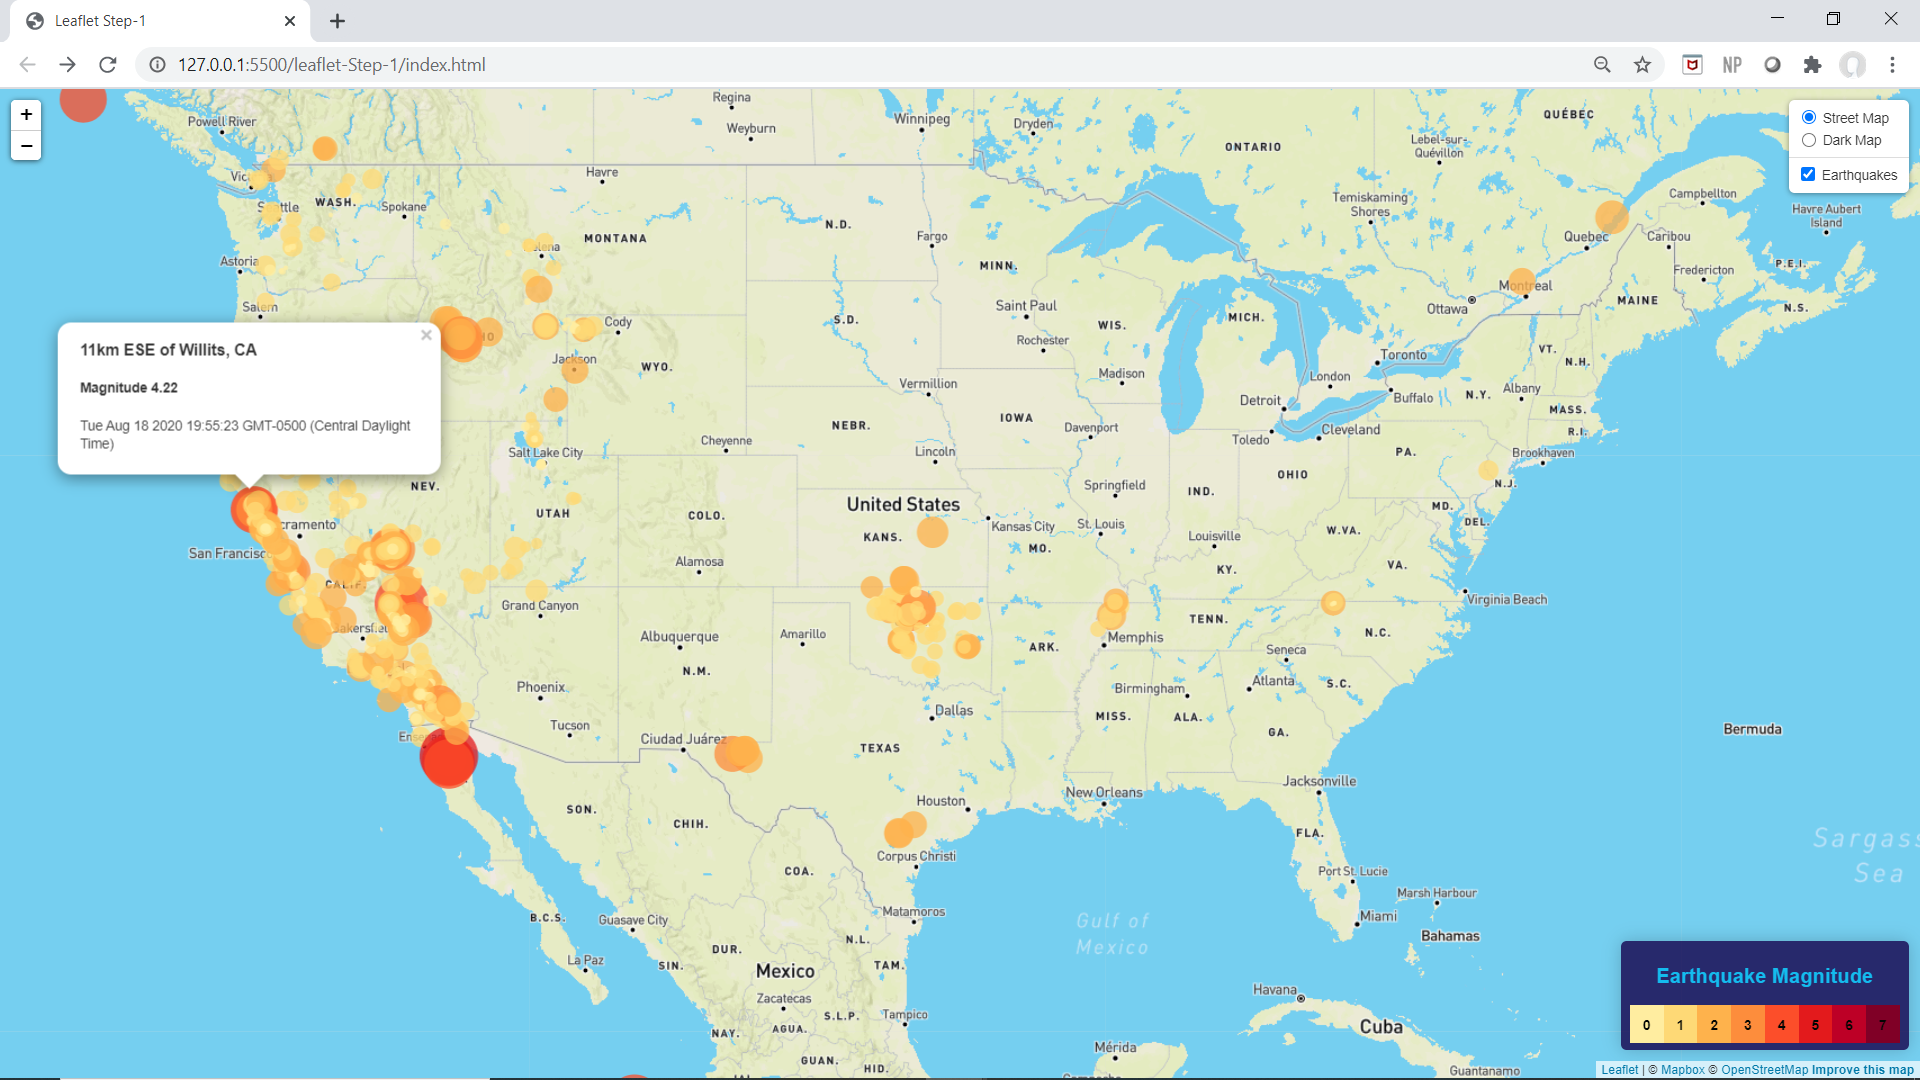 Leaflet Step-1
127.0.0.1:5500/leaflet-Step-1/index.html
NP
+
−
Street Map
Dark Map
Earthquakes
Regina
Powell River
Weyburn
Winnipeg
Dryden
QUÉBEC
ONTARIO
Lebel-sur-
Quévillon
Havre
Spokane
WASH.
Temiskaming
Shores
Campbellton
Havre Aubert
Island
N.D.
MONTANA
Fargo
Quebec
Caribou
Astoria
MINN.
P.E.I.
Fredericton
Montreal
MAINE
Salem
Saint Paul
Ottawa
N.S.
Cody
S.D.
WIS.
MICH.
Rochester
11km ESE of Willits, CA
×
Magnitude 4.22
Tue Aug 18 2020 19:55:23 GMT-0500 (Central Daylight
Time)
Jackson
WYO.
Toronto
VT.
N.H.
Madison
London
Vermillion
Albany
N.Y.
Buffalo
Detroit
MASS.
IOWA
Davenport
NEBR.
Cleveland
R.I.
Toledo
Cheyenne
Salt Lake City
Lincoln
PA.
Brookhaven
OHIO
NEV.
Springfield
IND.
N.J.
United States
MD.
UTAH
COLO.
Kansas City
St. Louis
DEL.
W.VA.
KANS.
Louisville
MO.
San Francisc
Alamosa
KY.
VA.
CALIF.
Grand Canyon
Virginia Beach
TENN.
Albuquerque
Amarillo
Memphis
N.C.
ARK.
Seneca
N.M.
Phoenix
Birmingham
Atlanta
S.C.
Dallas
MISS.
ALA.
Tucson
GA.
Bermuda
Ciudad Juárez
TEXAS
Jacksonville
New Orleans
Houston
SON.
CHIH.
FLA.
Sargass
Sea
Corpus Christi
COA.
Port St. Lucie
Marsh Harbour
Matamoros
B.C.S.
Guasave City
Gulf of
Mexico
Miami
Bahamas
N.L.
DUR.
La Paz
SIN.
TAM.
Mexico
Earthquake Magnitude
Havana
Zacatecas
S.L.P.
Tampico
0 1 2 3 4 5 6 7
NAY.
AGUA.
Cuba
Mérida
GUAN.
HID.
Guantanamo
Leaflet | © Mapbox © OpenStreetMap Improve this map